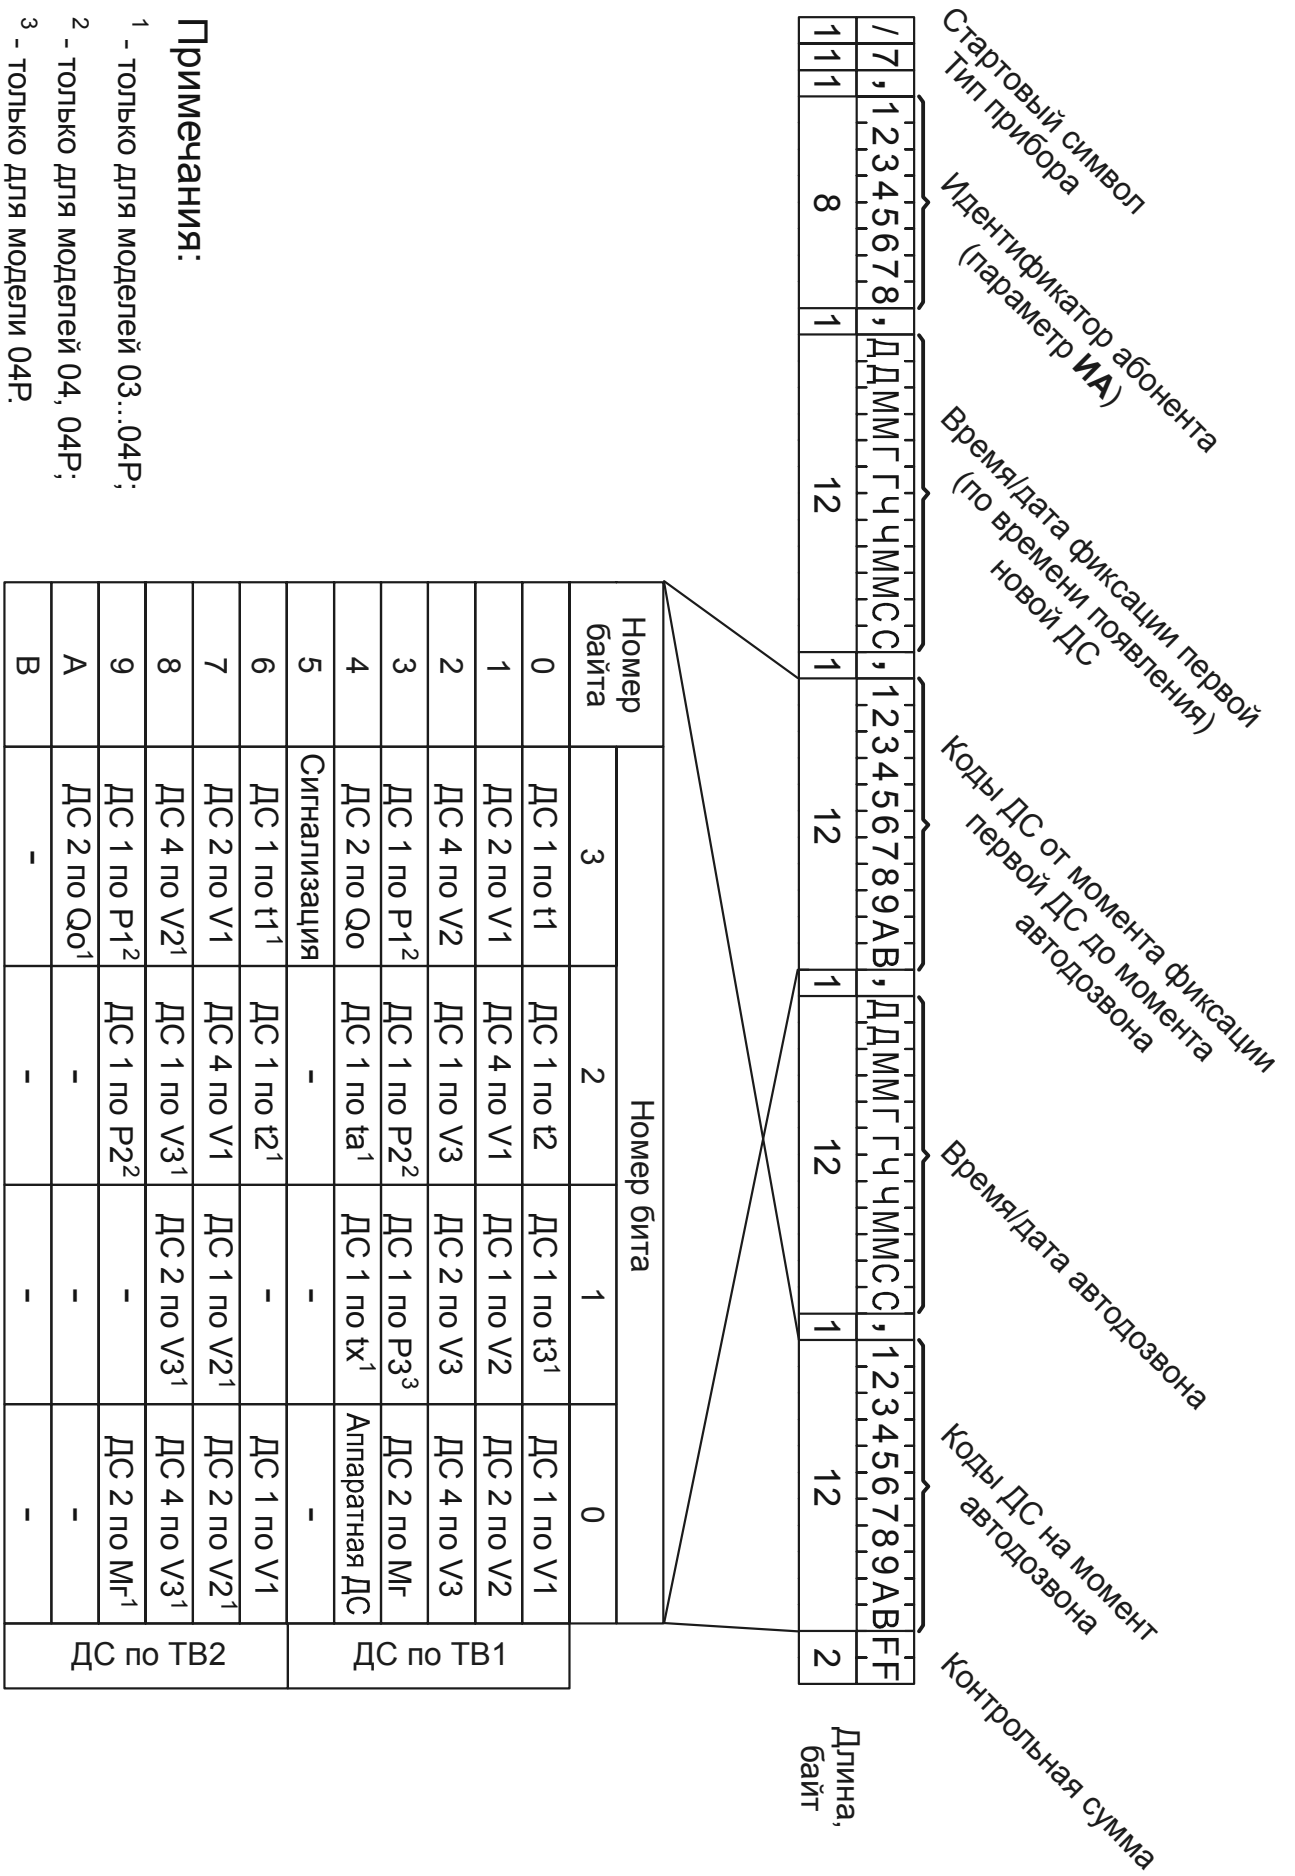 Стартовый символ
Тип прибора
Идентификатор абонента
(параметр ИА)
Время/дата фиксации первой
(по времени появления)
новой ДС
Коды ДС от момента фиксации
первой ДС до момента
автодозвона
Время/дата автодозвона
Коды ДС на момент
автодозвона
Контрольная сумма
/ 7 , 1 2 3 4 5 6 7 8 , Д Д М М Г Г Ч Ч М М С С , 1 2 3 4 5 6 7 8 9 A B , Д Д М М Г Г Ч Ч М М С С , 1 2 3 4 5 6 7 8 9 A B F F
1 1 1 8 1 12 1 12 1 12 1 12 2
Длина,
байт
Номер
байта
Номер бита
3 2 1 0
0 ДС 1 по t1 ДС 1 по t2 ДС 1 по t3¹ ДС 1 по V1
1 ДС 2 по V1 ДС 4 по V1 ДС 1 по V2 ДС 2 по V2
2 ДС 4 по V2 ДС 1 по V3 ДС 2 по V3 ДС 4 по V3
3 ДС 1 по P1² ДС 1 по P2² ДС 1 по P3³ ДС 2 по Mг
4 ДС 2 по Qо ДС 1 по tа¹ ДС 1 по tх¹ Аппаратная ДС
5 Сигнализация - - -
6 ДС 1 по t1¹ ДС 1 по t2¹ - ДС 1 по V1
7 ДС 2 по V1 ДС 4 по V1 ДС 1 по V2¹ ДС 2 по V2¹
8 ДС 4 по V2¹ ДС 1 по V3¹ ДС 2 по V3¹ ДС 4 по V3¹
9 ДС 1 по P1² ДС 1 по P2² - ДС 2 по Mг¹
A ДС 2 по Qо¹ - - -
B - - - -
ДС по ТВ1
ДС по ТВ2
Примечания:
¹ - только для моделей 03...04Р;
² - только для моделей 04, 04Р;
³ - только для модели 04Р.